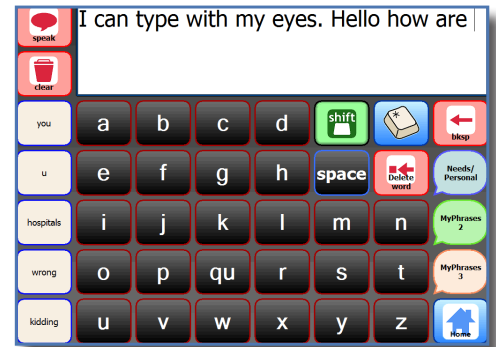 speak
I can type with my eyes. Hello how are
clear
you a b c d shift * bksp
u e f g h space Delete word Needs/ Personal
hospitals i j k l m n MyPhrases 2
wrong o p qu r s t MyPhrases 3
kidding u v w x y z Home